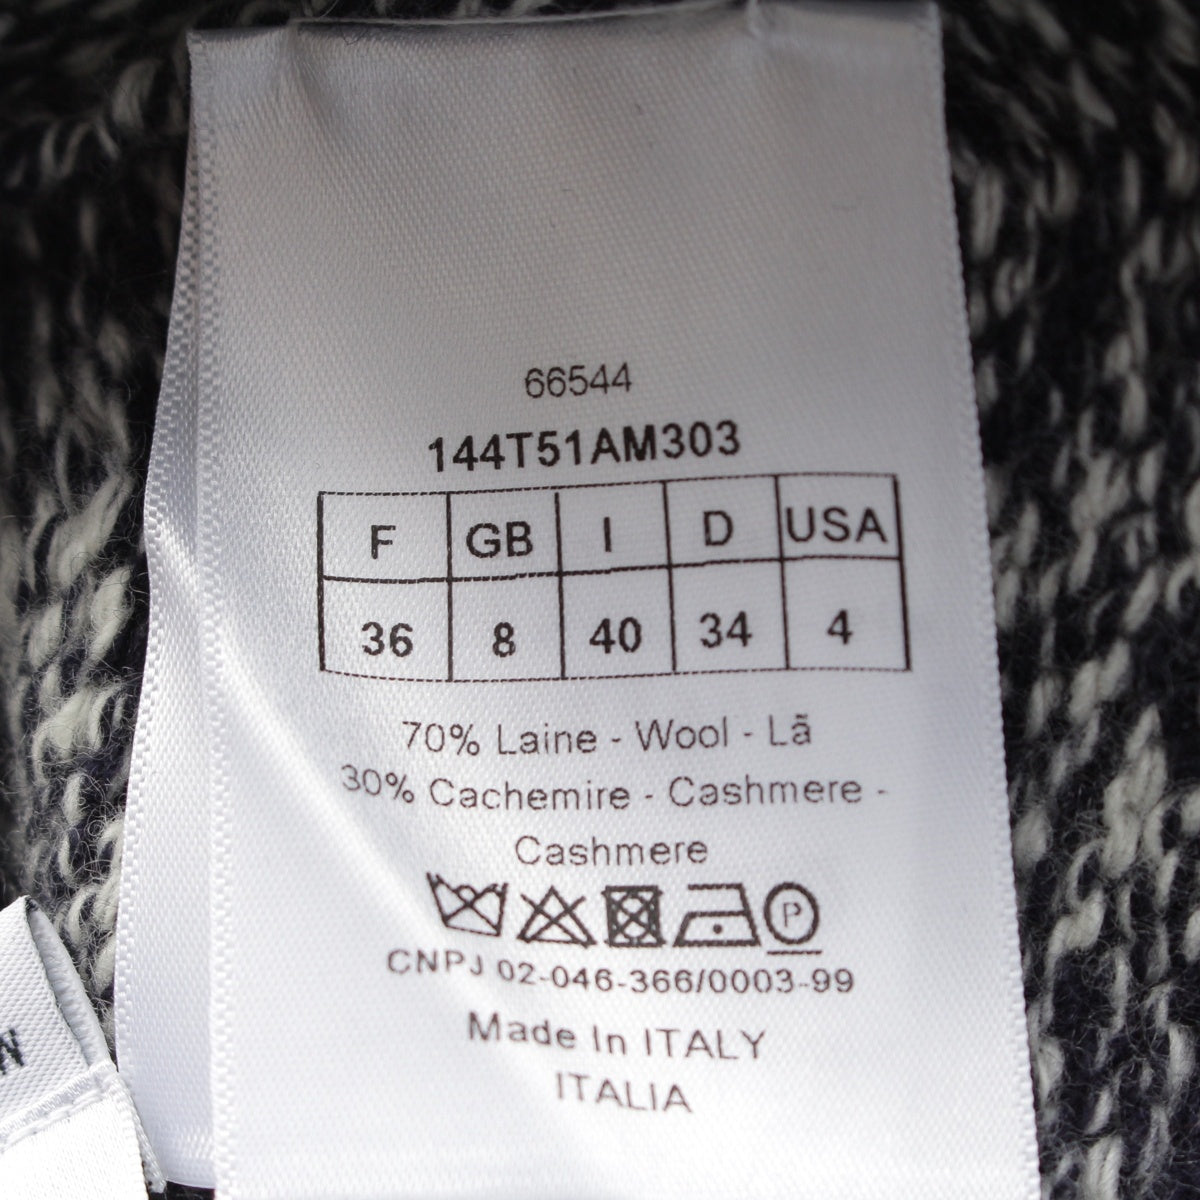 66544
144T51AM303
F GB I D USA
36 8 40 34 4
70% Laine - Wool - Lã
30% Cachemire - Cashmere -
Cashmere
P
CNPJ 02-046-366/0003-99
Made In ITALY
ITALIA